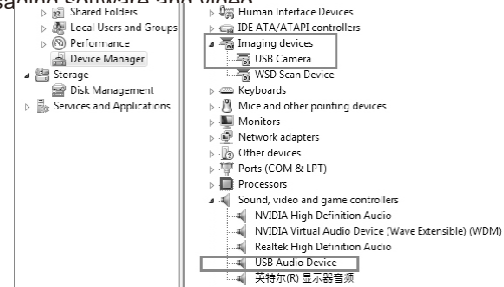 software and video
Shared Folders
Local Users and Groups
Performance
Device Manager
Storage
Disk Management
Services and Applications
Human Interface Devices
IDE ATA/ATAPI controllers
Imaging devices
USB Camera
WSD Scan Device
Keyboards
Mice and other pointing devices
Monitors
Network adapters
Other devices
Ports (COM & LPT)
Processors
Sound, video and game controllers
NVIDIA High Definition Audio
NVIDIA Virtual Audio Device (Wave Extensible) (WDM)
Realtek High Definition Audio
USB Audio Device
英特尔(R) 显示器音频